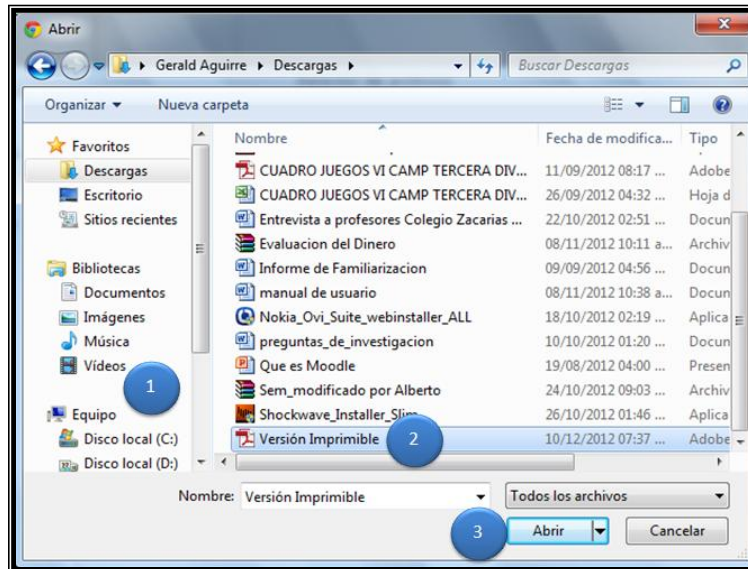 Abrir
Gerald Aguirre Descargas
Buscar Descargas
Organizar
Nueva carpeta
Favoritos
Descargas
Escritorio
Sitios recientes
Bibliotecas
Documentos
Imágenes
Música
Vídeos
1
Equipo
Disco local (C:)
Disco local (D:)
Nombre Fecha de modifica... Tipo
CUADRO JUEGOS VI CAMP TERCERA DIV... 11/09/2012 08:17 ... Adobe
CUADRO JUEGOS VI CAMP TERCERA DIV... 26/09/2012 04:32 ... Hoja d
Entrevista a profesores Colegio Zacarias ... 22/10/2012 02:51 ... Docun
Evaluacion del Dinero 08/11/2012 10:11 a... Archiv
Informe de Familiarizacion 09/09/2012 04:56 ... Docun
manual de usuario 08/11/2012 10:38 a... Docun
Nokia_Ovi_Suite_webinstaller_ALL 18/10/2012 02:19 ... Aplica
preguntas_de_investigacion 10/10/2012 01:20 ... Docun
Que es Moodle 19/08/2012 04:00 ... Presen
Sem_modificado por Alberto 24/10/2012 09:03 ... Archiv
Shockwave_Installer_Slim 26/10/2012 01:46 ... Aplica
Versión Imprimible 2 10/12/2012 07:37 ... Adobe
Nombre: Versión Imprimible Todos los archivos
3 Abrir Cancelar